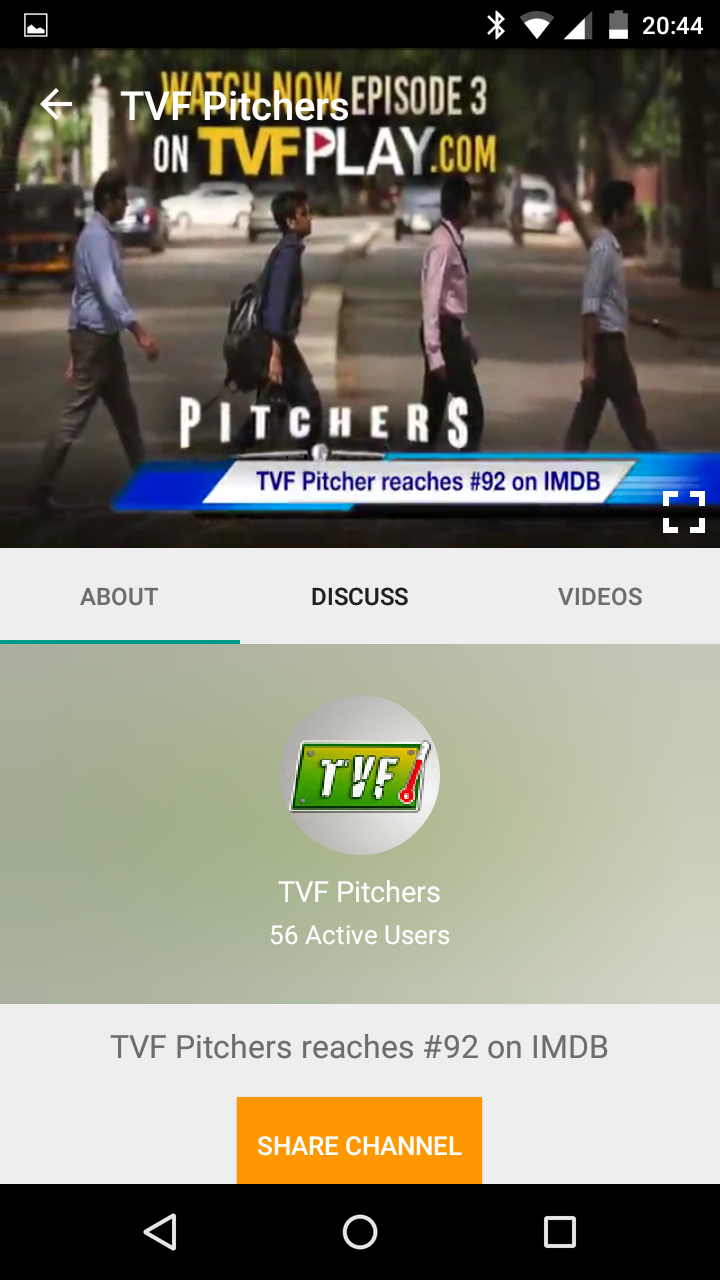 20:44
WATCH NOW EPISODE 3
TVF Pitchers
ON TVFPLAY.COM
PITCHERS
TVF Pitcher reaches #92 on IMDB
ABOUT
DISCUSS
VIDEOS
TVF
TVF Pitchers
56 Active Users
TVF Pitchers reaches #92 on IMDB
SHARE CHANNEL